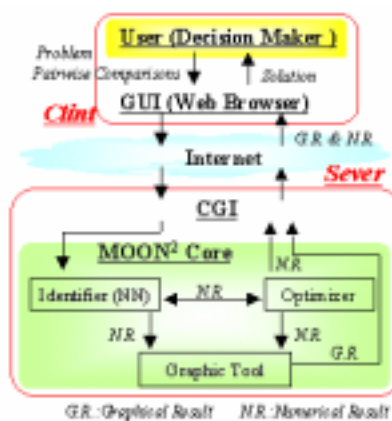 User (Decision Maker )
Problem
Pairwise Comparisons
Solution
GUI (Web Browser)
Clint
G.R. & N.R.
Internet
Sever
CGI
MOON² Core
N.R.
Identifier (NN)
N.R.
Optimizer
N.R.
N.R.
G.R.
Graphic Tool
G.R.:Graphical Result N.R.:Numerical Result